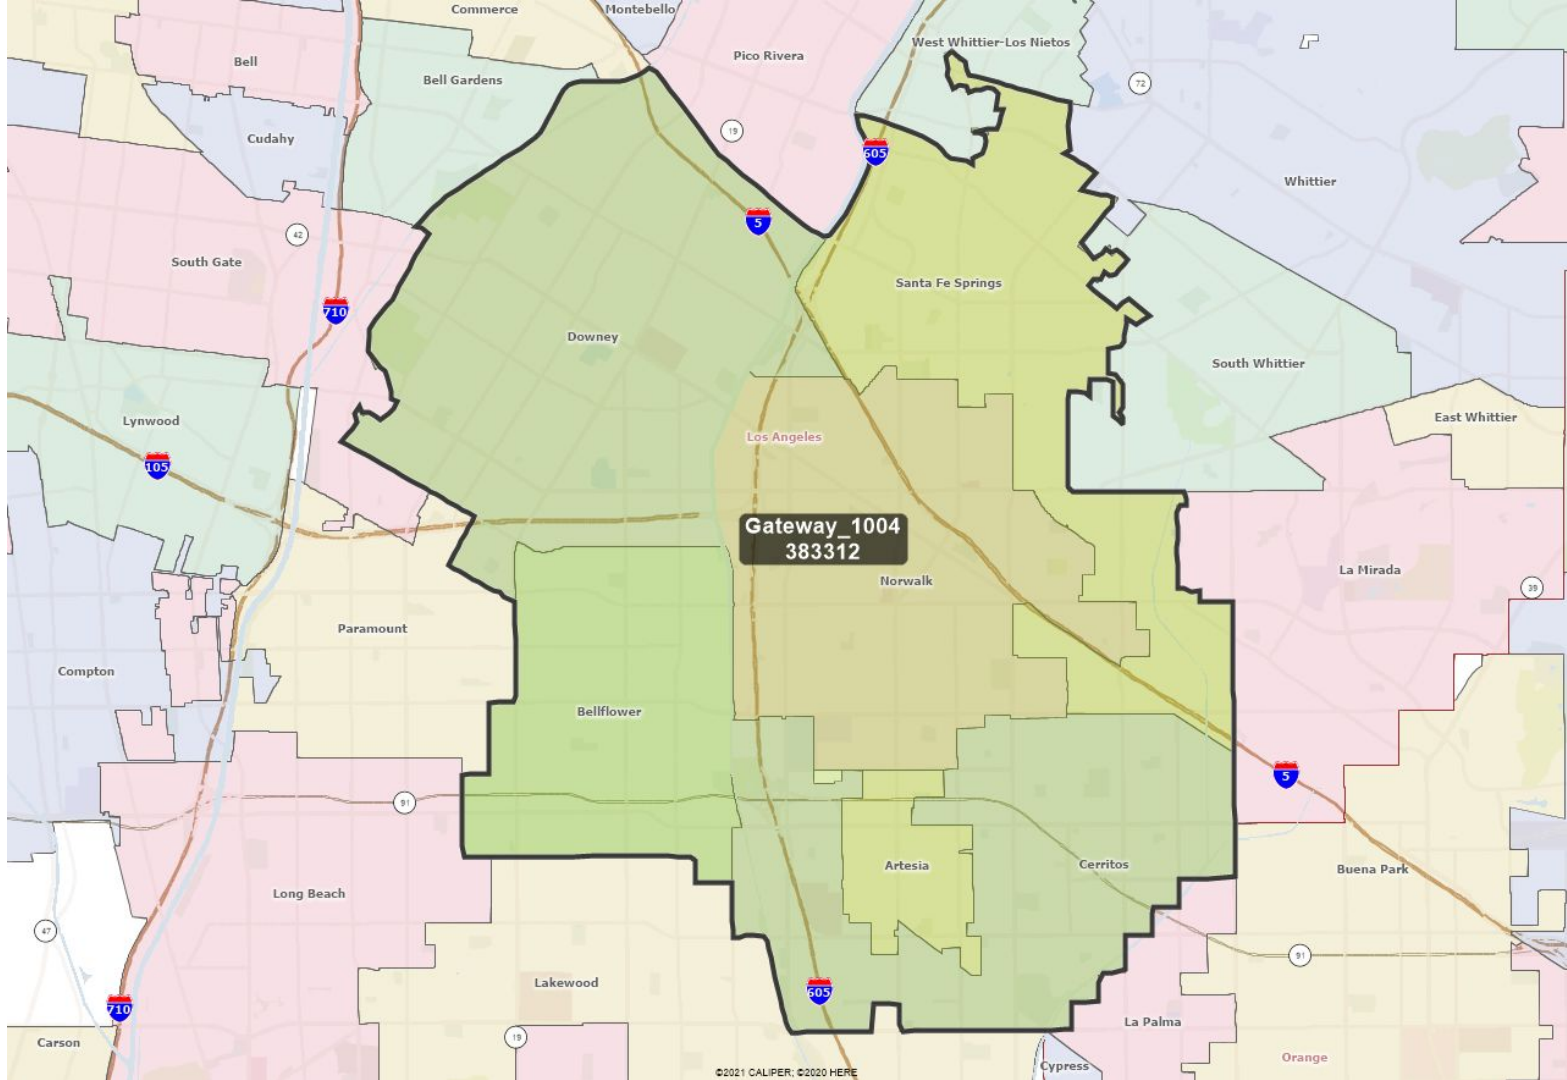 Commerce
Montebello
West Whittier-Los Nietos
Pico Rivera
Bell
Bell Gardens
72
19
Cudahy
605
Whittier
5
42
South Gate
Santa Fe Springs
710
Downey
South Whittier
Lynwood
East Whittier
Los Angeles
105
Gateway_1004
383312
La Mirada
Norwalk
39
Paramount
Compton
Bellflower
5
91
Artesia
Cerritos
Buena Park
Long Beach
47
91
Lakewood
605
710
La Palma
19
Carson
Orange
Cypress
©2021 CALIPER; ©2020 HERE